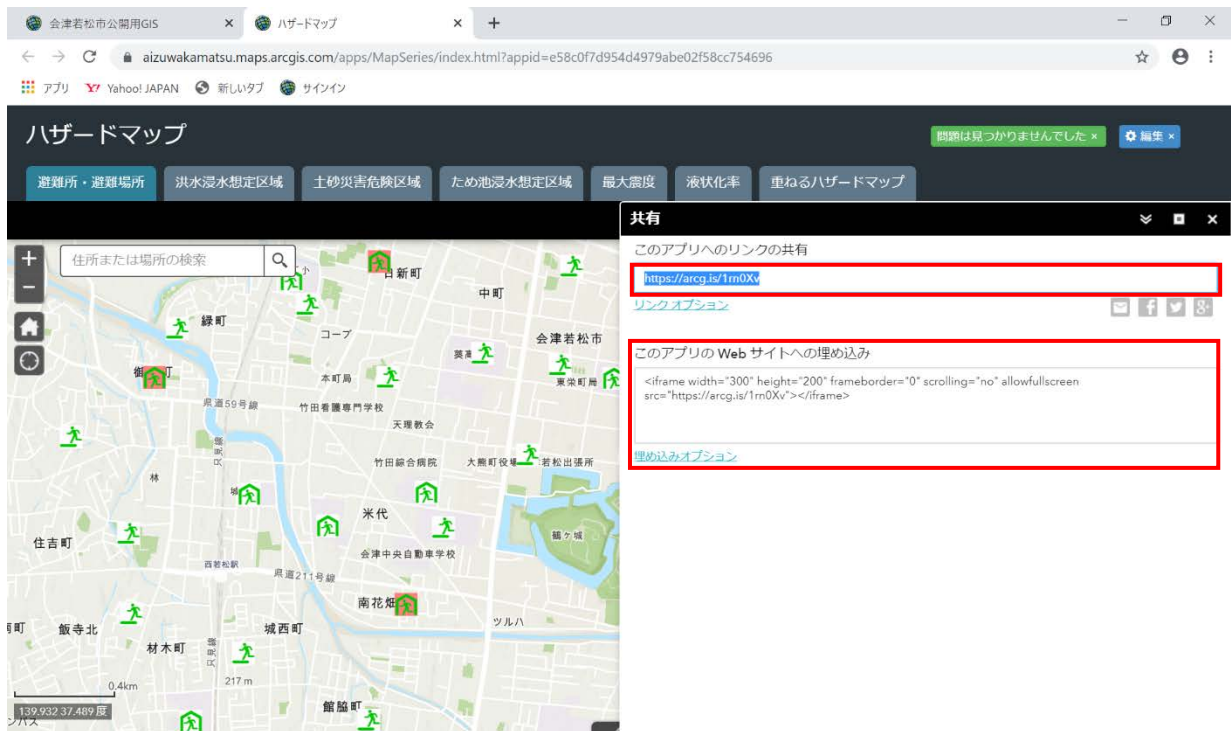 会津若松市公開用GIS
ハザードマップ
aizuwakamatsu.maps.arcgis.com/apps/MapSeries/index.html?appid=e58c0f7d954d4979abe02f58cc754696
アプリ Yahoo! JAPAN 新しいタブ サインイン
ハザードマップ
問題は見つかりませんでした ×
編集 ×
避難所・避難場所 洪水浸水想定区域 土砂災害危険区域 ため池浸水想定区域 最大震度 液状化率 重ねるハザードマップ
共有
このアプリへのリンクの共有
https://arcg.is/1rn0Xv
リンク オプション
このアプリの Web サイトへの埋め込み
<iframe width="300" height="200" frameborder="0" scrolling="no" allowfullscreen
src="https://arcg.is/1rn0Xv"></iframe>
埋め込みオプション
住所または場所の検索
日新町
中町
緑町
コープ
会津若松市
本町局
東栄町局
県道59号線
竹田看護専門学校
天理教会
竹田綜合病院
大熊町役場
若松出張所
林
米代
鶴ケ城
住吉町
会津中央自動車学校
西若松駅
県道211号線
南花畑
ツルハ
飯寺北
城西町
材木町
只見線
0.4km
217 m
館脇町
139.932 37.489 度